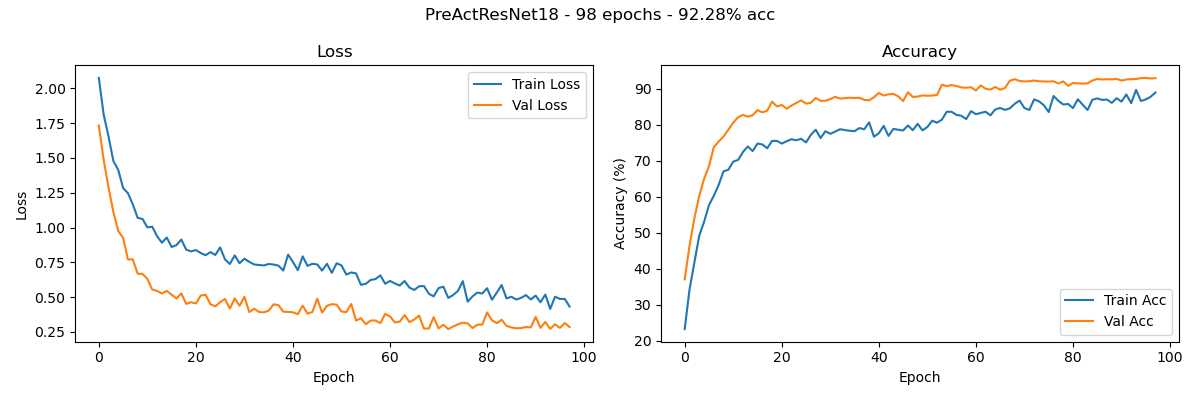 PreActResNet18 - 98 epochs - 92.28% acc
Loss
2.00
1.75
1.50
1.25
1.00
0.75
0.50
0.25
Loss
Train Loss
Val Loss
0
20
40
60
80
100
Epoch
Accuracy
90
80
70
60
50
40
30
20
Accuracy (%)
Train Acc
Val Acc
0
20
40
60
80
100
Epoch